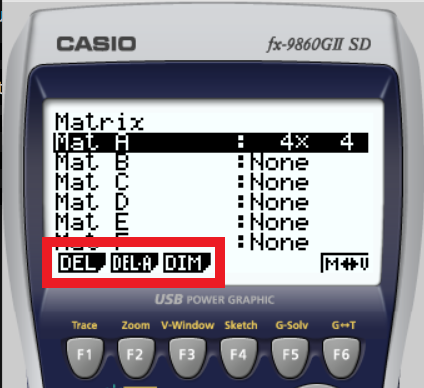 CASIO fx-9860GII SD
Matrix
Mat A : 4× 4
Mat B :None
Mat C :None
Mat D :None
Mat E :None
Mat F :None
DEL DEL·A DIM M↔V
USB POWER GRAPHIC
Trace Zoom V-Window Sketch G-Solv G↔T
F1 F2 F3 F4 F5 F6